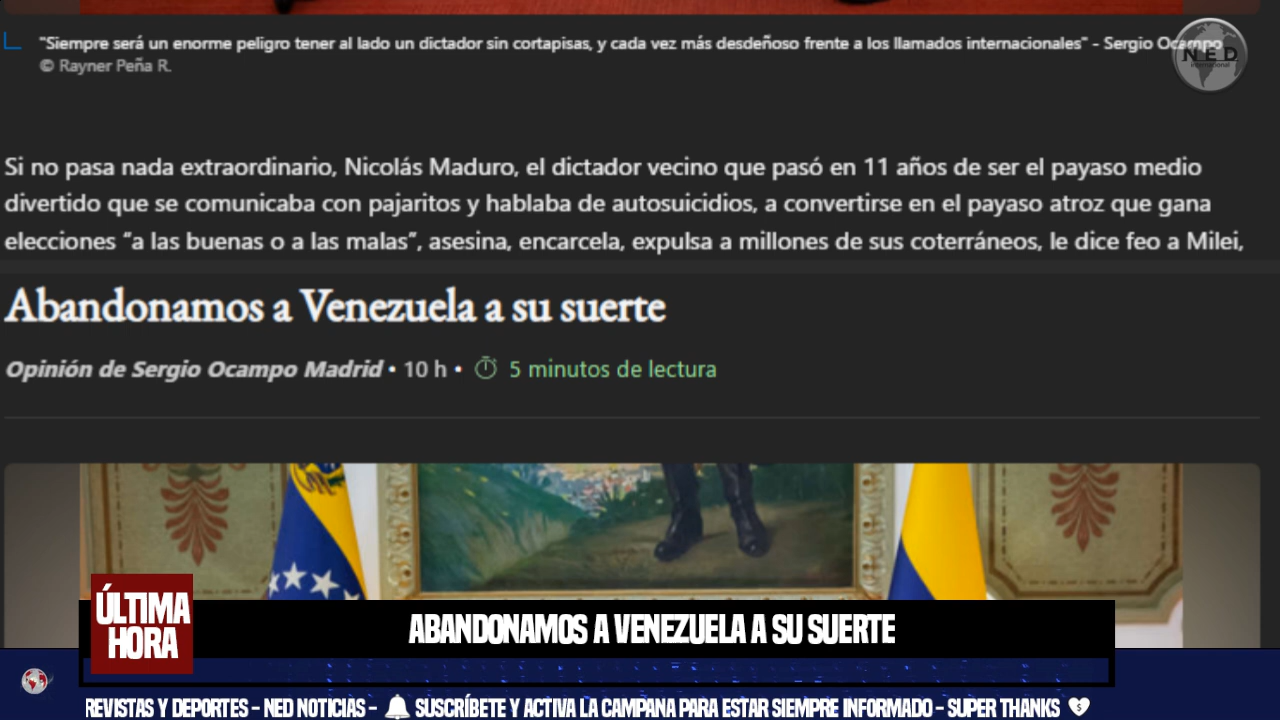 "Siempre será un enorme peligro tener al lado un dictador sin cortapisas, y cada vez más desdeñoso frente a los llamados internacionales" - Sergio Ocampo
© Rayner Peña R.
NED
international
Si no pasa nada extraordinario, Nicolás Maduro, el dictador vecino que pasó en 11 años de ser el payaso medio
divertido que se comunicaba con pajaritos y hablaba de autosuicidios, a convertirse en el payaso atroz que gana
elecciones “a las buenas o a las malas”, asesina, encarcela, expulsa a millones de sus coterráneos, le dice feo a Milei,
Abandonamos a Venezuela a su suerte
Opinión de Sergio Ocampo Madrid • 10 h • 5 minutos de lectura
ÚLTIMA
HORA
ABANDONAMOS A VENEZUELA A SU SUERTE
REVISTAS Y DEPORTES - NED NOTICIAS - SUSCRÍBETE Y ACTIVA LA CAMPANA PARA ESTAR SIEMPRE INFORMADO - SUPER THANKS